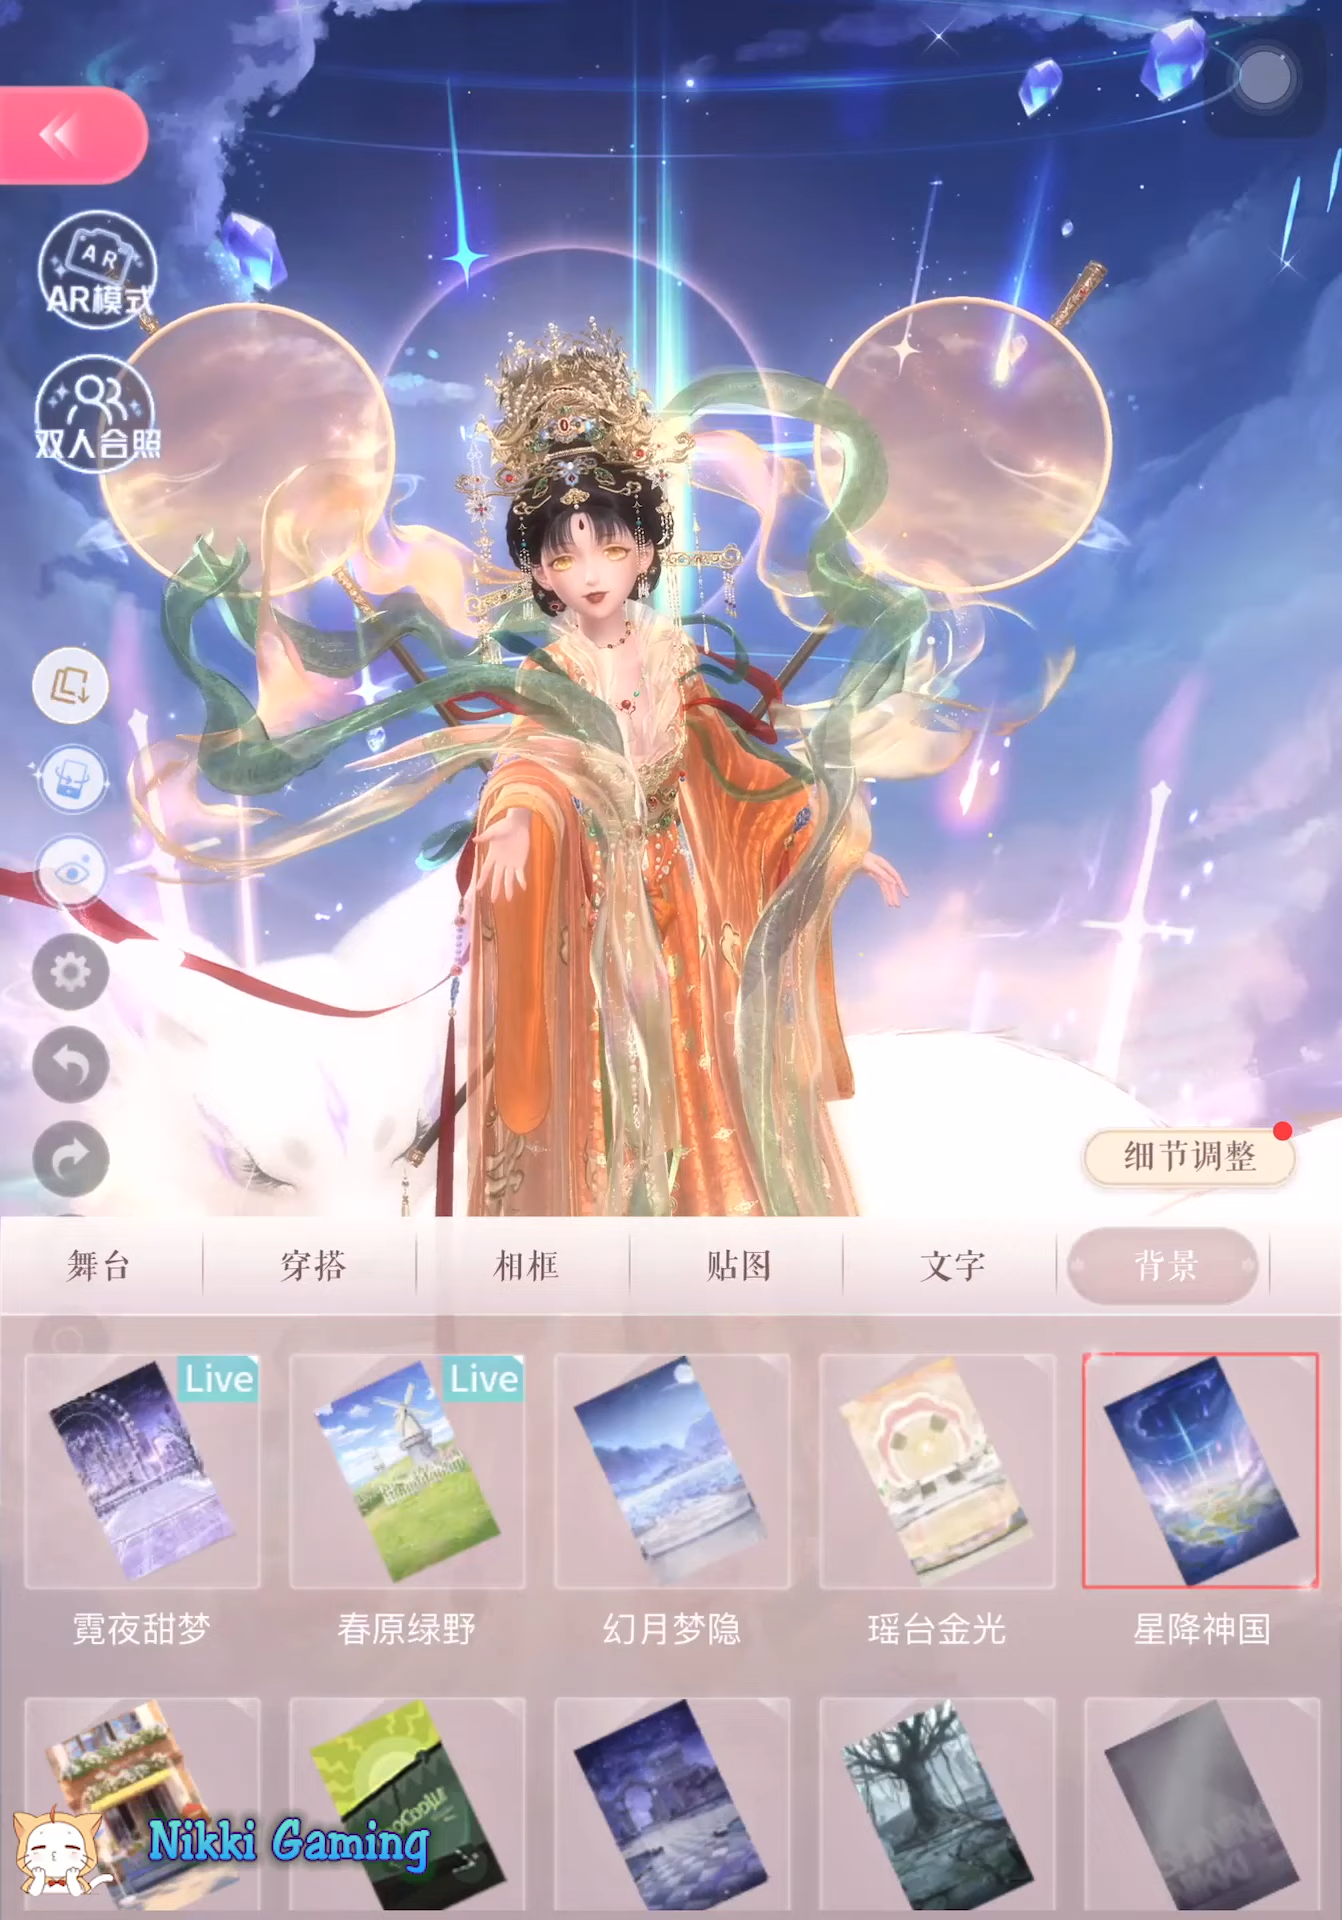 AR
AR模式
双人合照
细节调整
舞台
穿搭
相框
贴图
文字
背景
Live
Live
霓夜甜梦
春原绿野
幻月梦隐
瑶台金光
星降神国
Nikki Gaming
NIKKI